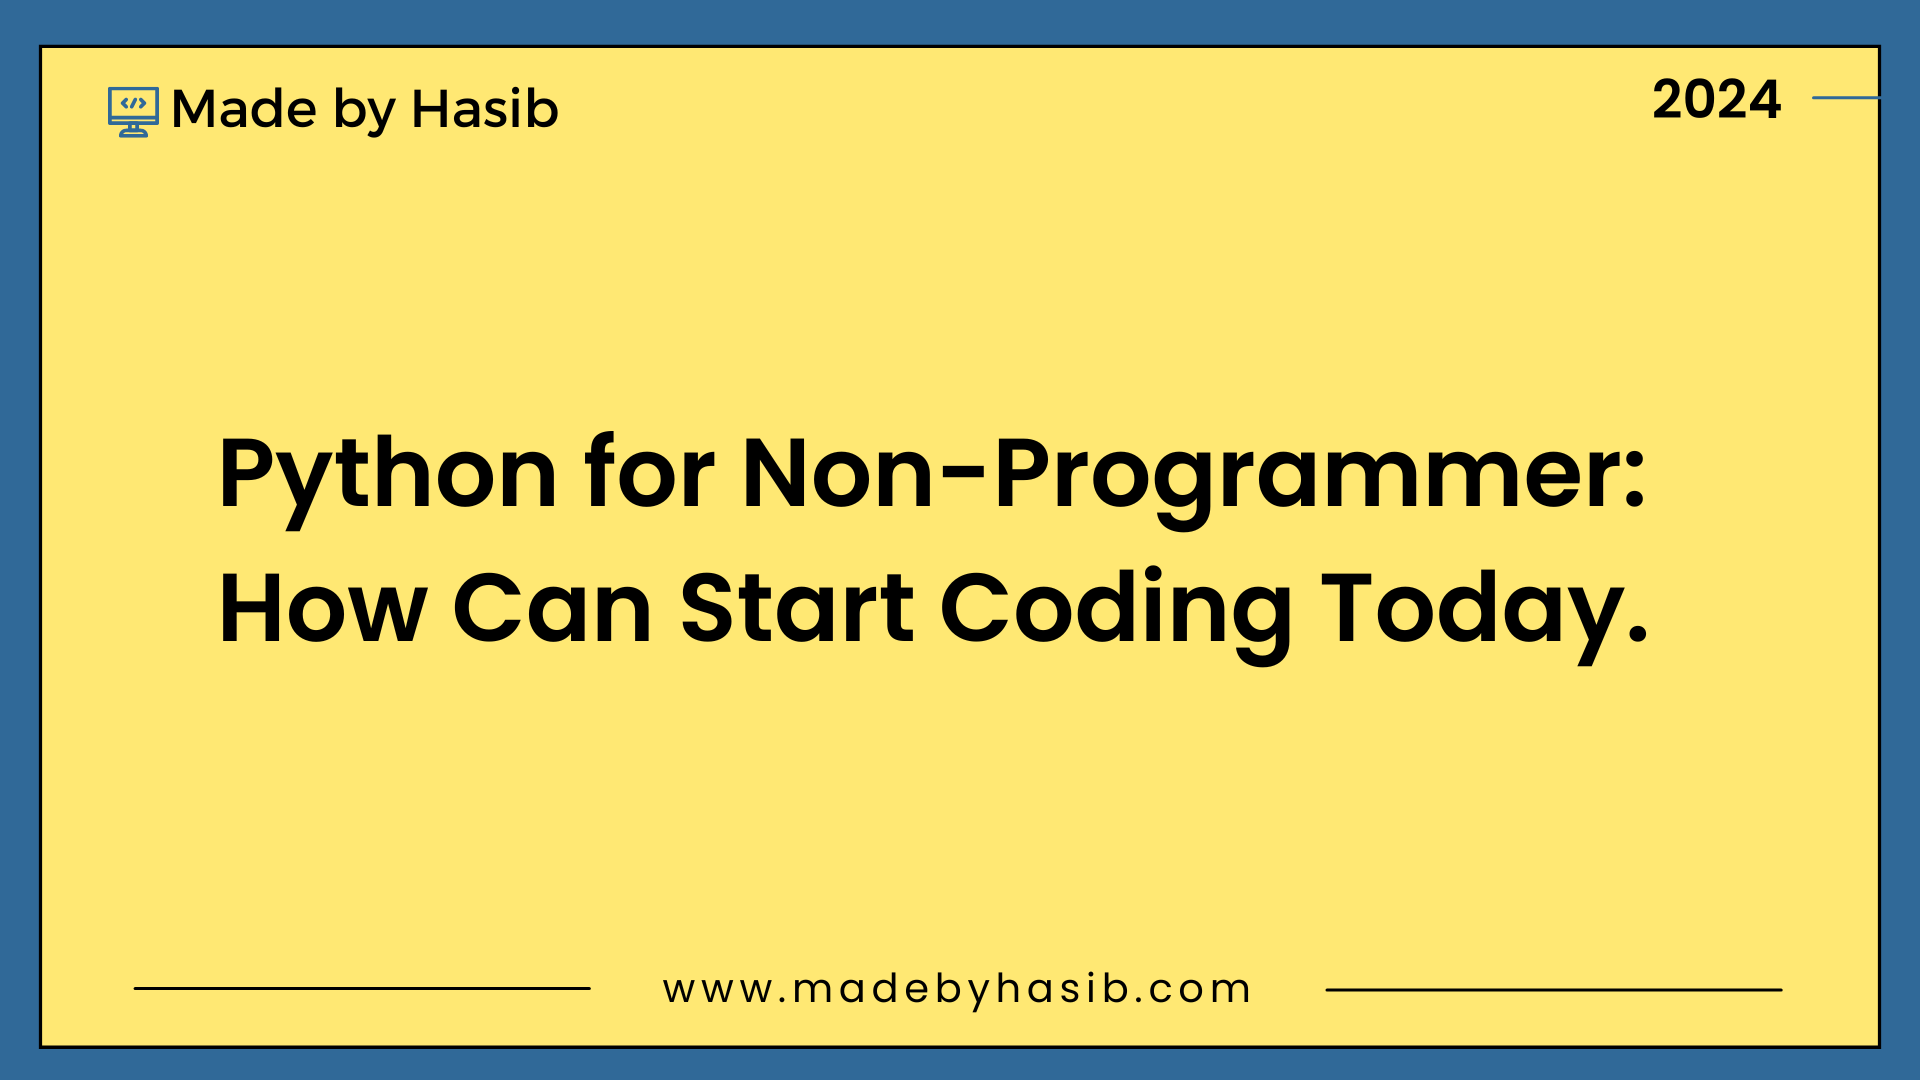 Made by Hasib
2024
Python for Non-Programmer:
How Can Start Coding Today.
www.madebyhasib.com